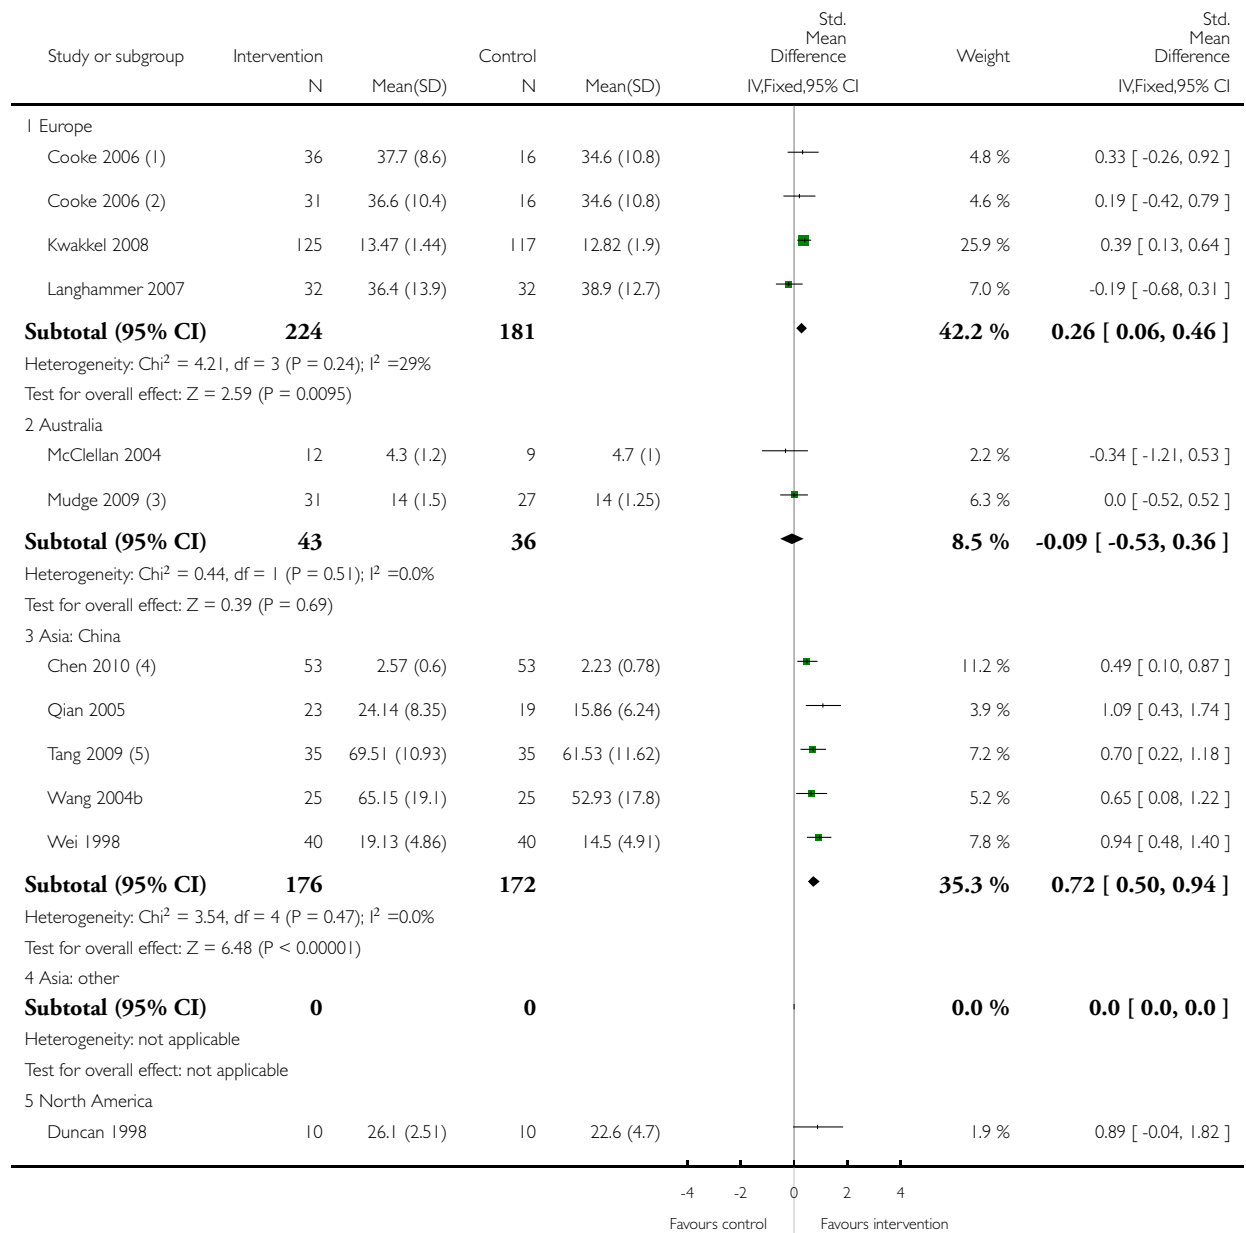 Std. Mean Difference Std. Mean Difference
Study or subgroup Intervention Control Weight
N Mean(SD) N Mean(SD) IV,Fixed,95% CI IV,Fixed,95% CI
1 Europe
Cooke 2006 (1) 36 37.7 (8.6) 16 34.6 (10.8) 4.8 % 0.33 [ -0.26, 0.92 ]
Cooke 2006 (2) 31 36.6 (10.4) 16 34.6 (10.8) 4.6 % 0.19 [ -0.42, 0.79 ]
Kwakkel 2008 125 13.47 (1.44) 117 12.82 (1.9) 25.9 % 0.39 [ 0.13, 0.64 ]
Langhammer 2007 32 36.4 (13.9) 32 38.9 (12.7) 7.0 % -0.19 [ -0.68, 0.31 ]
Subtotal (95% CI) 224 181 42.2 % 0.26 [ 0.06, 0.46 ]
Heterogeneity: Chi² = 4.21, df = 3 (P = 0.24); I² =29%
Test for overall effect: Z = 2.59 (P = 0.0095)
2 Australia
McClellan 2004 12 4.3 (1.2) 9 4.7 (1) 2.2 % -0.34 [ -1.21, 0.53 ]
Mudge 2009 (3) 31 14 (1.5) 27 14 (1.25) 6.3 % 0.0 [ -0.52, 0.52 ]
Subtotal (95% CI) 43 36 8.5 % -0.09 [ -0.53, 0.36 ]
Heterogeneity: Chi² = 0.44, df = 1 (P = 0.51); I² =0.0%
Test for overall effect: Z = 0.39 (P = 0.69)
3 Asia: China
Chen 2010 (4) 53 2.57 (0.6) 53 2.23 (0.78) 11.2 % 0.49 [ 0.10, 0.87 ]
Qian 2005 23 24.14 (8.35) 19 15.86 (6.24) 3.9 % 1.09 [ 0.43, 1.74 ]
Tang 2009 (5) 35 69.51 (10.93) 35 61.53 (11.62) 7.2 % 0.70 [ 0.22, 1.18 ]
Wang 2004b 25 65.15 (19.1) 25 52.93 (17.8) 5.2 % 0.65 [ 0.08, 1.22 ]
Wei 1998 40 19.13 (4.86) 40 14.5 (4.91) 7.8 % 0.94 [ 0.48, 1.40 ]
Subtotal (95% CI) 176 172 35.3 % 0.72 [ 0.50, 0.94 ]
Heterogeneity: Chi² = 3.54, df = 4 (P = 0.47); I² =0.0%
Test for overall effect: Z = 6.48 (P < 0.00001)
4 Asia: other
Subtotal (95% CI) 0 0 0.0 % 0.0 [ 0.0, 0.0 ]
Heterogeneity: not applicable
Test for overall effect: not applicable
5 North America
Duncan 1998 10 26.1 (2.51) 10 22.6 (4.7) 1.9 % 0.89 [ -0.04, 1.82 ]
-4 -2 0 2 4
Favours control Favours intervention